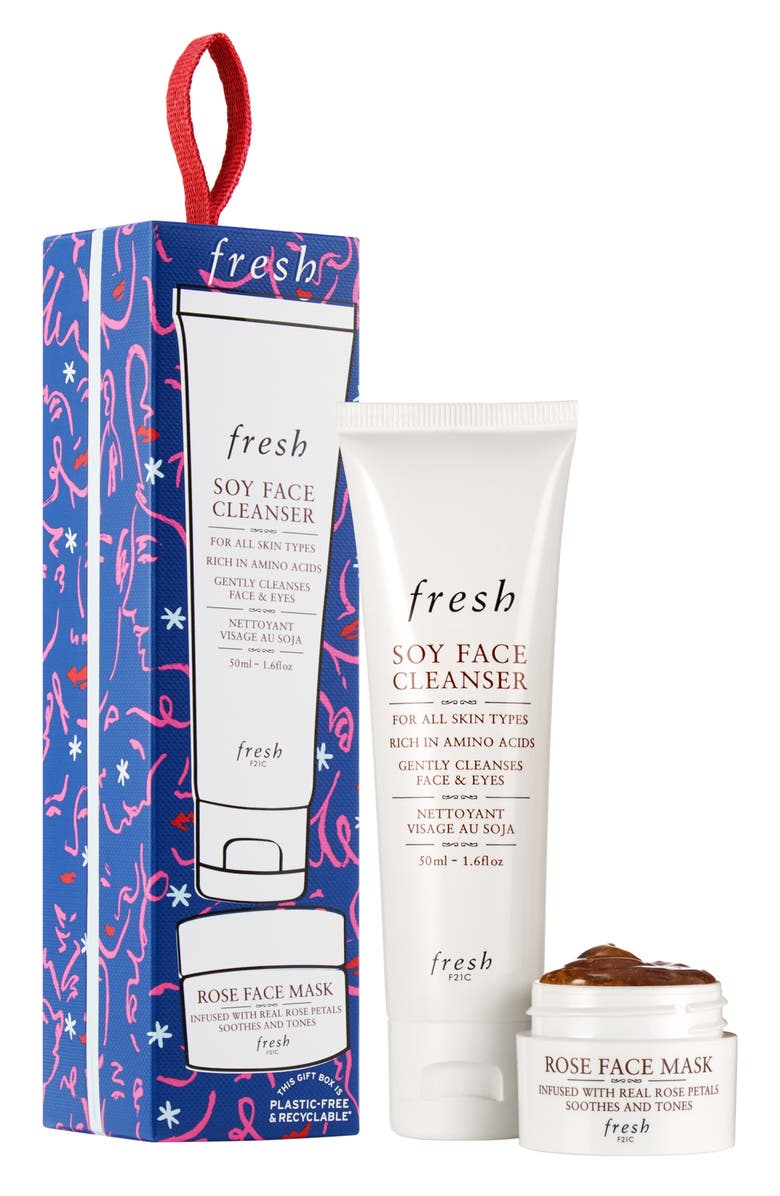 fresh
fresh
SOY FACE
CLEANSER
FOR ALL SKIN TYPES
RICH IN AMINO ACIDS
GENTLY CLEANSES
FACE & EYES
NETTOYANT
VISAGE AU SOJA
50ml - 1.6floz
fresh
F21C
ROSE FACE MASK
INFUSED WITH REAL ROSE PETALS
SOOTHES AND TONES
fresh
F21C
THIS GIFT BOX IS
PLASTIC-FREE
& RECYCLABLE*
fresh
SOY FACE
CLEANSER
FOR ALL SKIN TYPES
RICH IN AMINO ACIDS
GENTLY CLEANSES
FACE & EYES
NETTOYANT
VISAGE AU SOJA
50ml - 1.6floz
fresh
F21C
ROSE FACE MASK
INFUSED WITH REAL ROSE PETALS
SOOTHES AND TONES
fresh
F21C